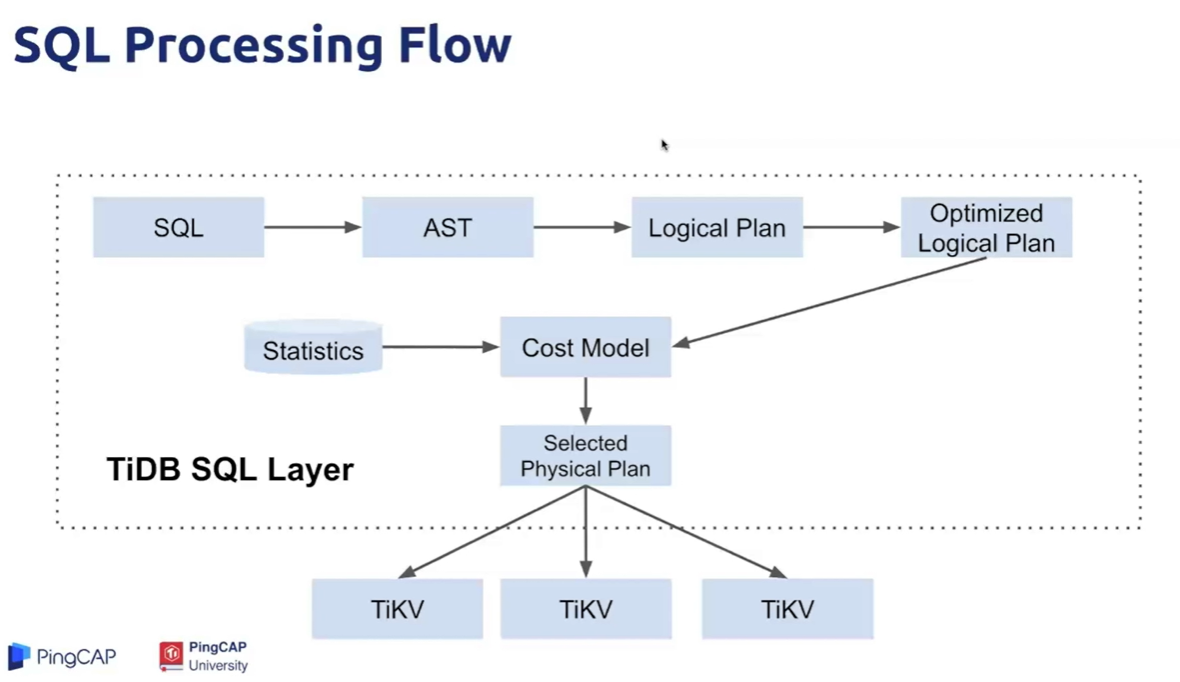 SQL Processing Flow
SQL
AST
Logical Plan
Optimized
Logical Plan
Statistics
Cost Model
Selected
Physical Plan
TiDB SQL Layer
TiKV
TiKV
TiKV
PingCAP
PingCAP
University